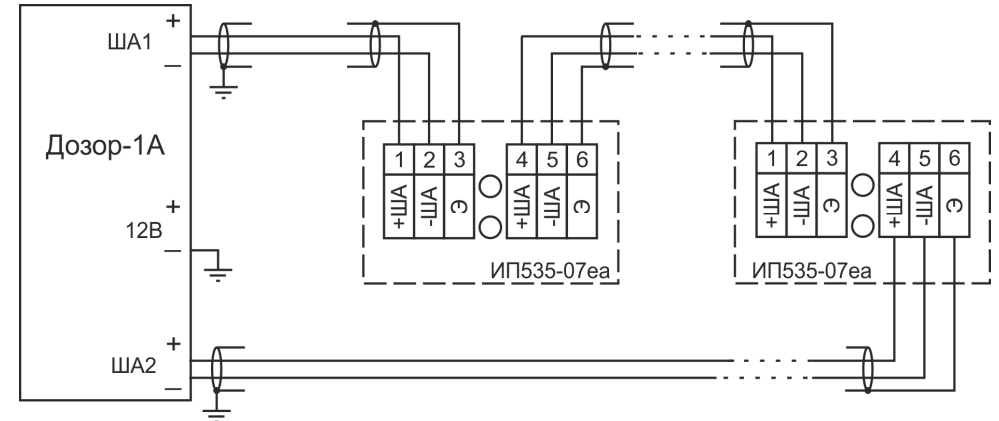 +
ША1
—
Дозор-1А
+
12В
—
+
ША2
—
1 2 3 4 5 6
+ША -ША Э +ША -ША Э
ИП535-07еа
1 2 3 4 5 6
+ША -ША Э +ША -ША Э
ИП535-07еа